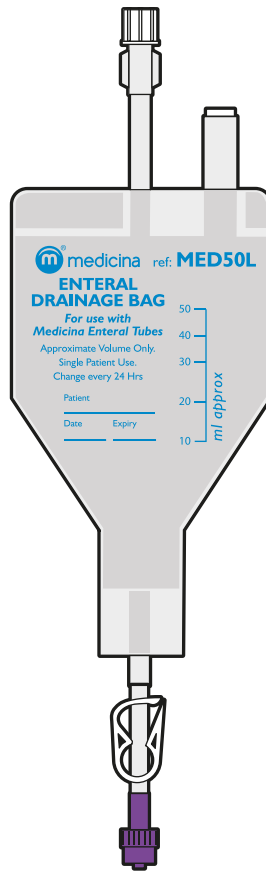 m® medicina ref: MED50L
ENTERAL
DRAINAGE BAG
For use with
Medicina Enteral Tubes
Approximate Volume Only.
Single Patient Use.
Change every 24 Hrs
Patient
Date Expiry
50
40
30
20
10
ml approx